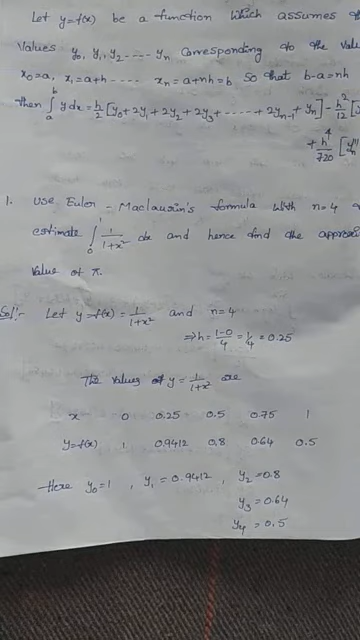 Let y=f(x) be a function which assumes
Values y₀, y₁, y₂ ---- yₙ Corresponding to the
x₀=a, x₁=a+h ---- xₙ=a+nh=b so that b-a=nh
Then ∫ₐᵇ y dx = h/2 [y₀+2y₁+2y₂+2y₃+ ----- +2yₙ₋₁+yₙ] - h²/12 [
+ h⁴/720 [yₙ'''
1. Use Euler - Maclaurin's formula with n=4
estimate ∫₀¹ 1/(1+x²) dx and hence find the
Value of π.
Sol:- Let y=f(x)=1/(1+x²) and n=4
⇒h=(1-0)/4=1/4=0.25
The Values of y=1/(1+x²) are
x 0 0.25 0.5 0.75 1
y=f(x) 1 0.9412 0.8 0.64 0.5
Here y₀=1, y₁=0.9412, y₂=0.8
y₃=0.64
y₄=0.5